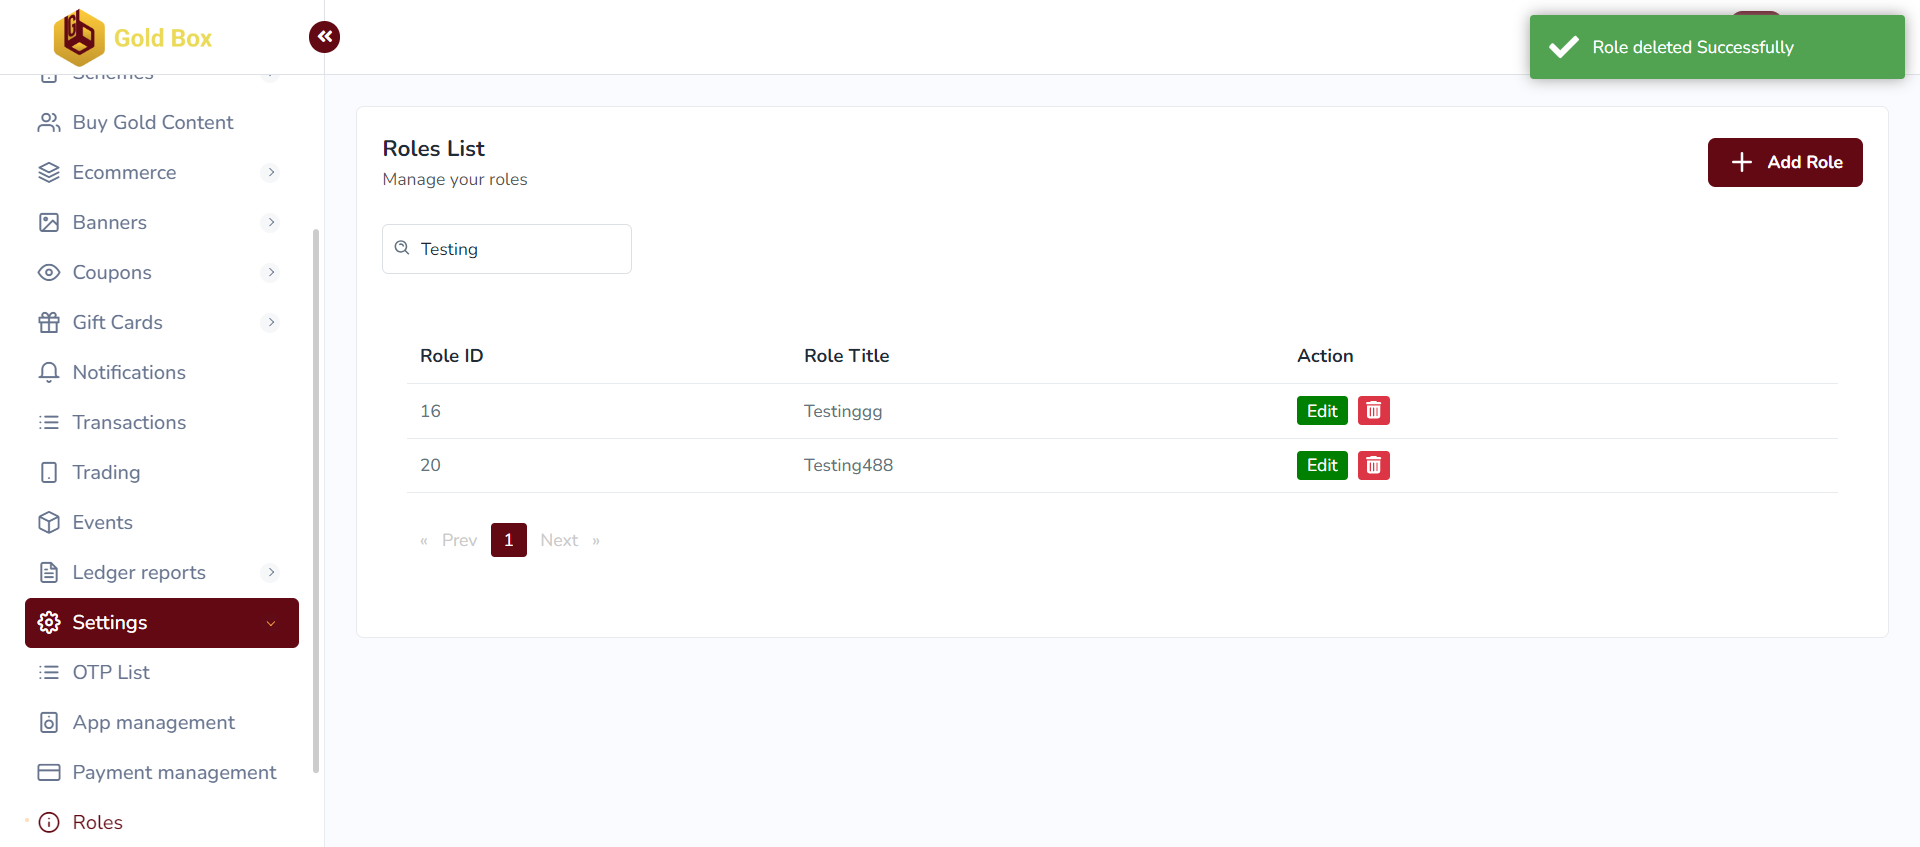 Gold Box
Role deleted Successfully
Schemes
Buy Gold Content
Ecommerce
Banners
Coupons
Gift Cards
Notifications
Transactions
Trading
Events
Ledger reports
Settings
OTP List
App management
Payment management
Roles
Roles List
Manage your roles
Add Role
Testing
Role ID Role Title Action
16 Testinggg Edit
20 Testing488 Edit
« Prev 1 Next »